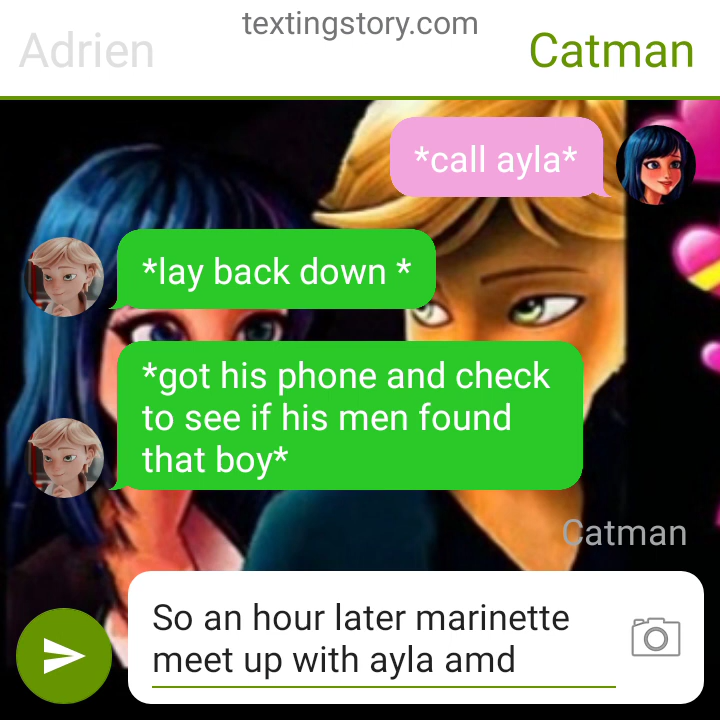 textingstory.com
Adrien
Catman
*call ayla*
*lay back down *
*got his phone and check
to see if his men found
that boy*
Catman
So an hour later marinette
meet up with ayla amd